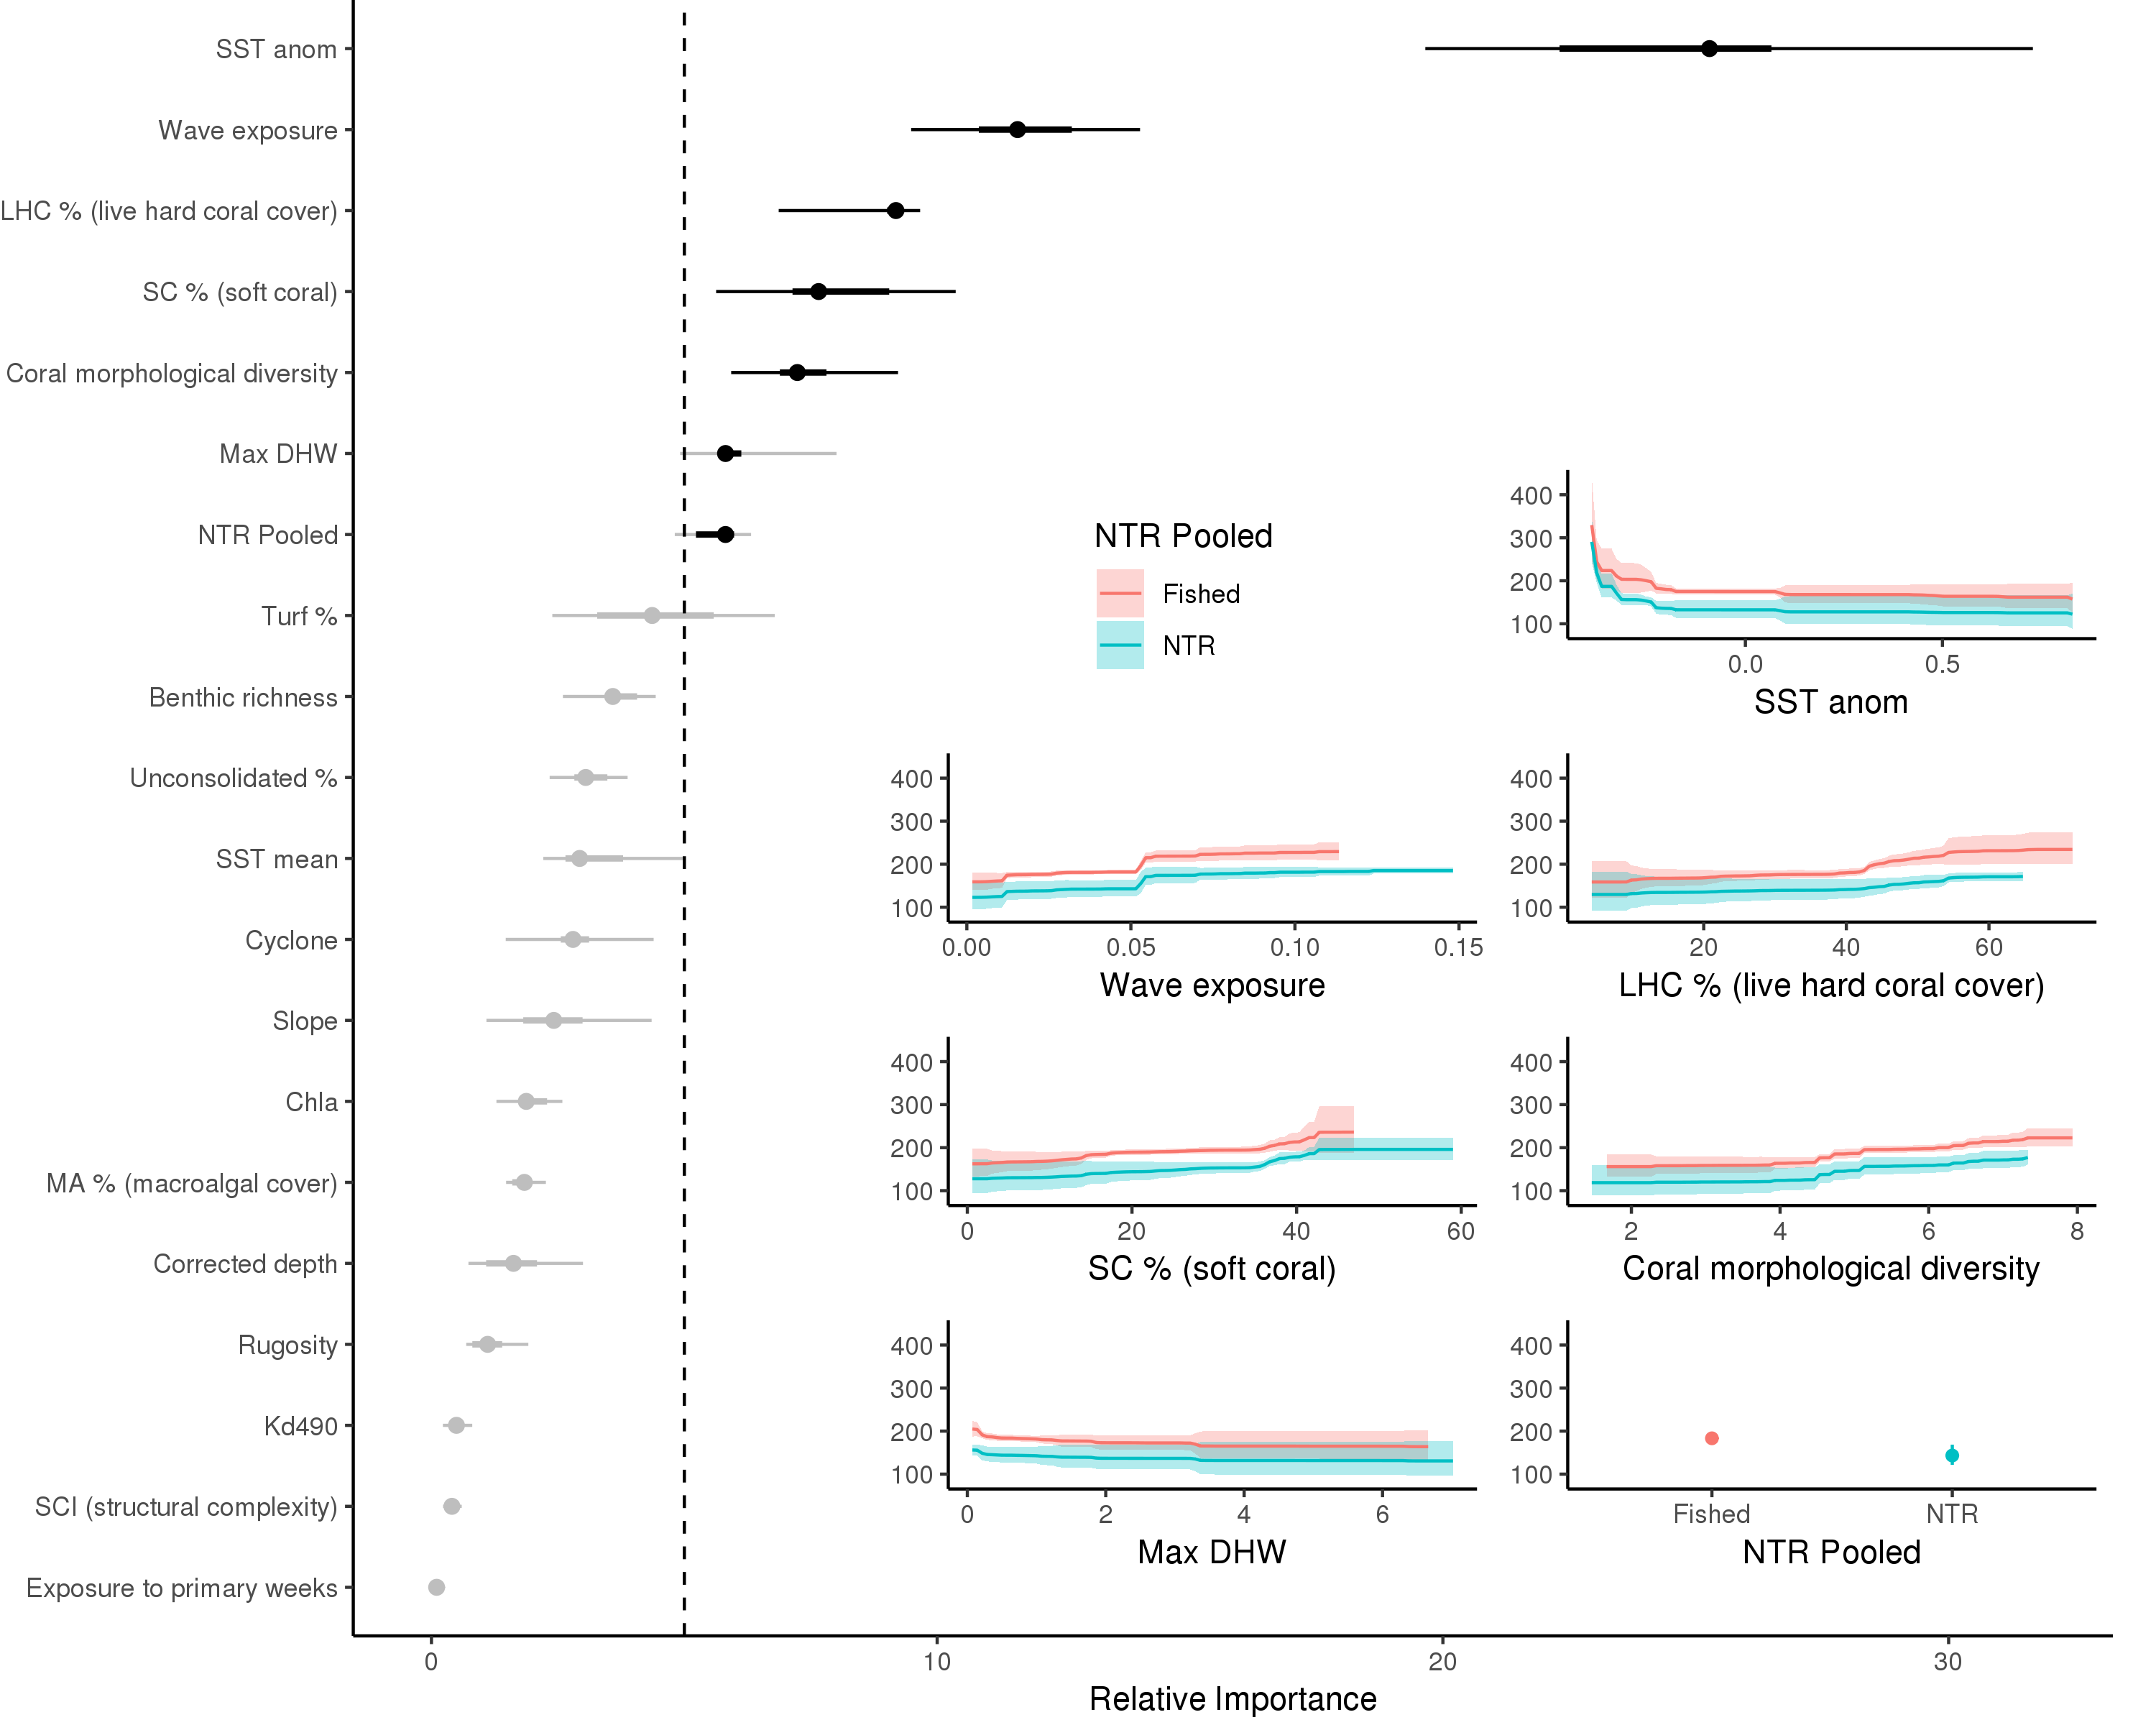 SST anom
Wave exposure
LHC % (live hard coral cover)
SC % (soft coral)
Coral morphological diversity
Max DHW
NTR Pooled
Turf %
Benthic richness
Unconsolidated %
SST mean
Cyclone
Slope
Chla
MA % (macroalgal cover)
Corrected depth
Rugosity
Kd490
SCI (structural complexity)
Exposure to primary weeks
0 10 20 30
Relative Importance
NTR Pooled
Fished
NTR
400
300
200
100
0.0 0.5
SST anom
400
300
200
100
0.00 0.05 0.10 0.15
Wave exposure
400
300
200
100
20 40 60
LHC % (live hard coral cover)
400
300
200
100
0 20 40 60
SC % (soft coral)
400
300
200
100
2 4 6 8
Coral morphological diversity
400
300
200
100
0 2 4 6
Max DHW
400
300
200
100
Fished NTR
NTR Pooled